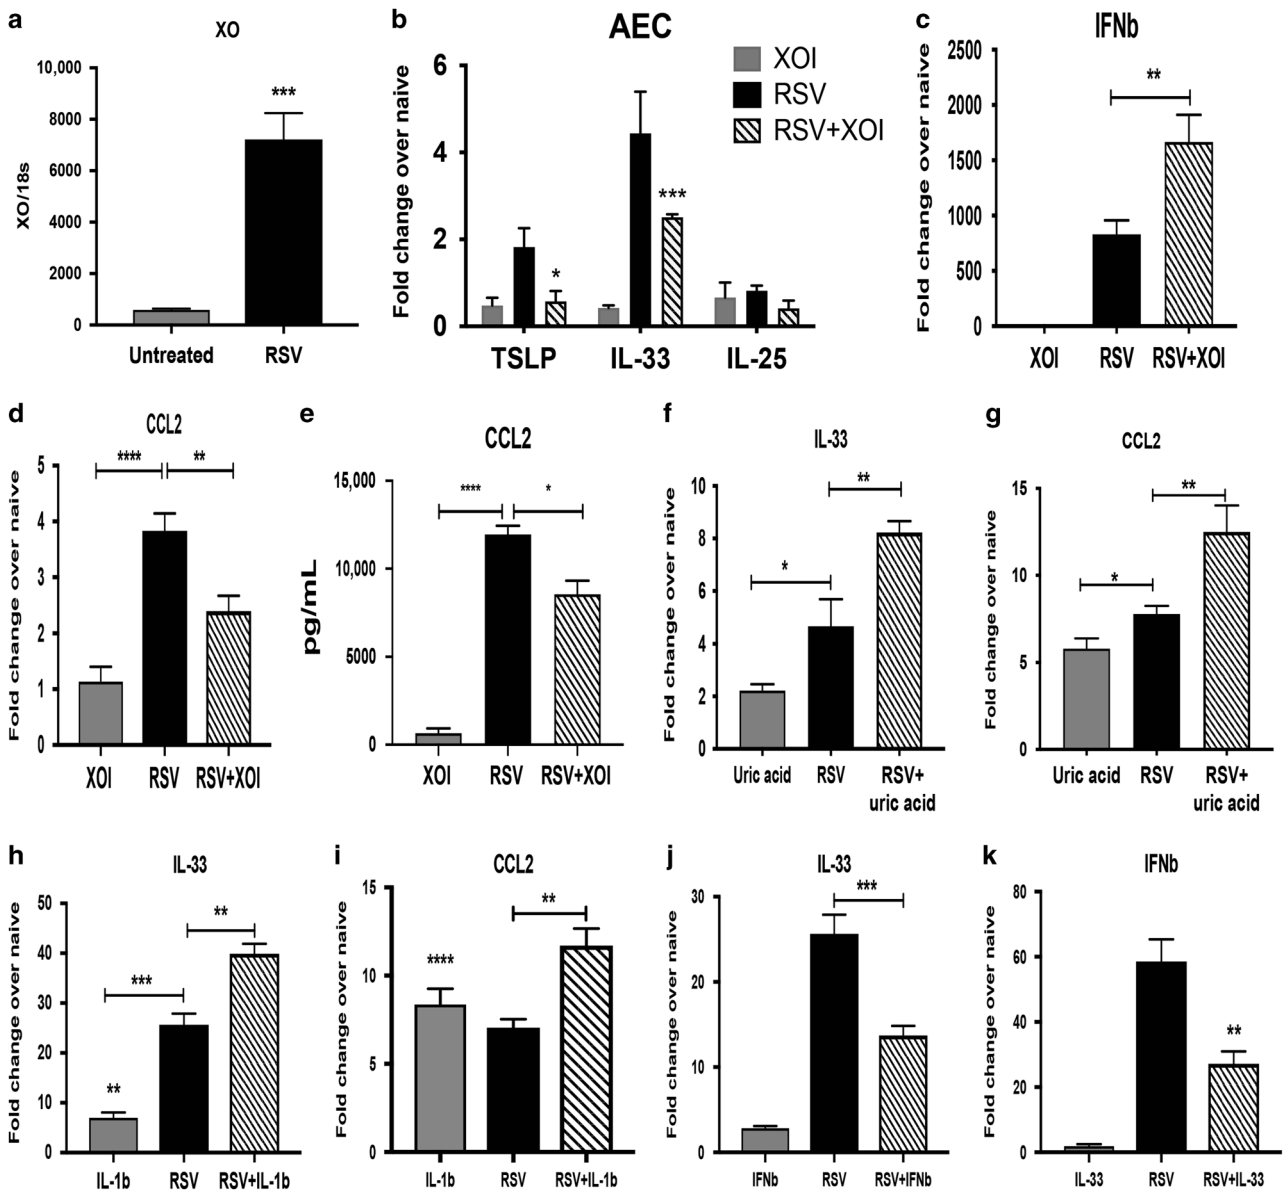 a
XO
10,000
8000
6000
4000
2000
0
XO/18s
***
Untreated
RSV
b
AEC
XOI
RSV
RSV+XOI
6
4
2
0
Fold change over naive
*
***
TSLP
IL-33
IL-25
c
IFNb
2500
2000
1500
1000
500
0
Fold change over naive
**
XOI
RSV
RSV+XOI
d
CCL2
5
4
3
2
1
0
Fold change over naive
****
**
XOI
RSV
RSV+XOI
e
CCL2
15,000
10,000
5000
0
pg/mL
****
*
XOI
RSV
RSV+XOI
f
IL-33
10
8
6
4
2
0
Fold change over naive
*
**
Uric acid
RSV
RSV+
uric acid
g
CCL2
15
10
5
0
Fold change over naive
*
**
Uric acid
RSV
RSV+
uric acid
h
IL-33
50
40
30
20
10
0
Fold change over naive
**
***
**
IL-1b
RSV
RSV+IL-1b
i
CCL2
15
10
5
0
Fold change over naive
****
**
IL-1b
RSV
RSV+IL-1b
j
IL-33
30
20
10
0
Fold change over naive
***
IFNb
RSV
RSV+IFNb
k
IFNb
80
60
40
20
0
Fold change over naive
**
IL-33
RSV
RSV+IL-33